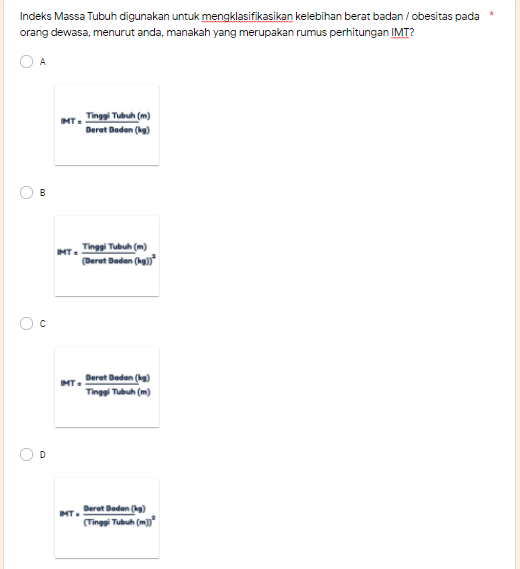 Indeks Massa Tubuh digunakan untuk mengklasifikasikan kelebihan berat badan / obesitas pada *
orang dewasa, menurut anda, manakah yang merupakan rumus perhitungan IMT?
A
IMT = Tinggi Tubuh (m)
Berat Badan (kg)
B
IMT = Tinggi Tubuh (m)
(Berat Badan (kg))²
C
IMT = Berat Badan (kg)
Tinggi Tubuh (m)
D
IMT = Berat Badan (kg)
(Tinggi Tubuh (m))²